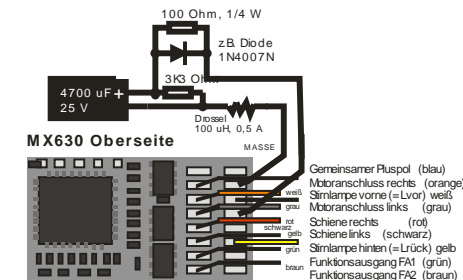 100 Ohm, 1/4 W
z.B. Diode
1N4007N
3K3 Ohm
4700 uF +
25 V
Drossel
100 uH, 0,5 A
MX630 Oberseite
MASSE
Gemeinsamer Pluspol (blau)
Motoranschluss rechts (orange)
weiß Stirnlampe vorne (= Lvor) weiß
grau Motoranschluss links (grau)
rot Schiene rechts (rot)
schwarz
gelb Schiene links (schwarz)
grün Stirnlampe hinten (= Lrück) gelb
Funktionsausgang FA1 (grün)
braun Funktionsausgang FA2 (braun)